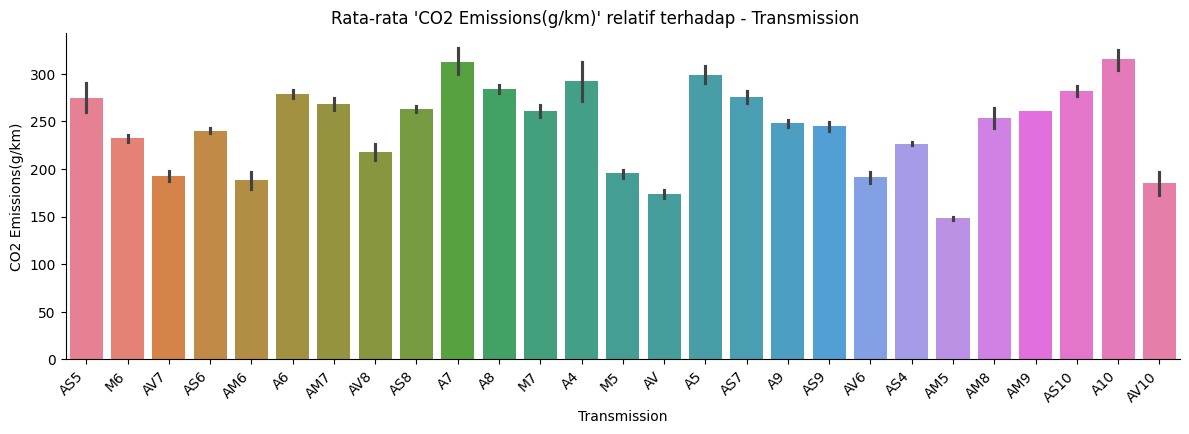 Rata-rata 'CO2 Emissions(g/km)' relatif terhadap - Transmission
CO2 Emissions(g/km)
300
250
200
150
100
50
0
AS5 M6 AV7 AS6 AM6 A6 AM7 AV8 AS8 A7 A8 M7 A4 M5 AV A5 AS7 A9 AS9 AV6 AS4 AM5 AM8 AM9 AS10 A10 AV10
Transmission